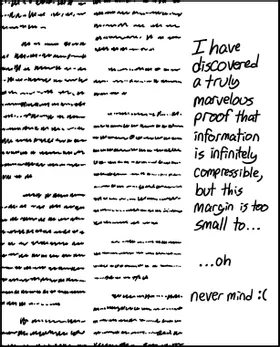 I have
discovered
a truly
marvelous
proof that
information
is infinitely
compressible,
but this
margin is too
small to...
...oh
never mind :(